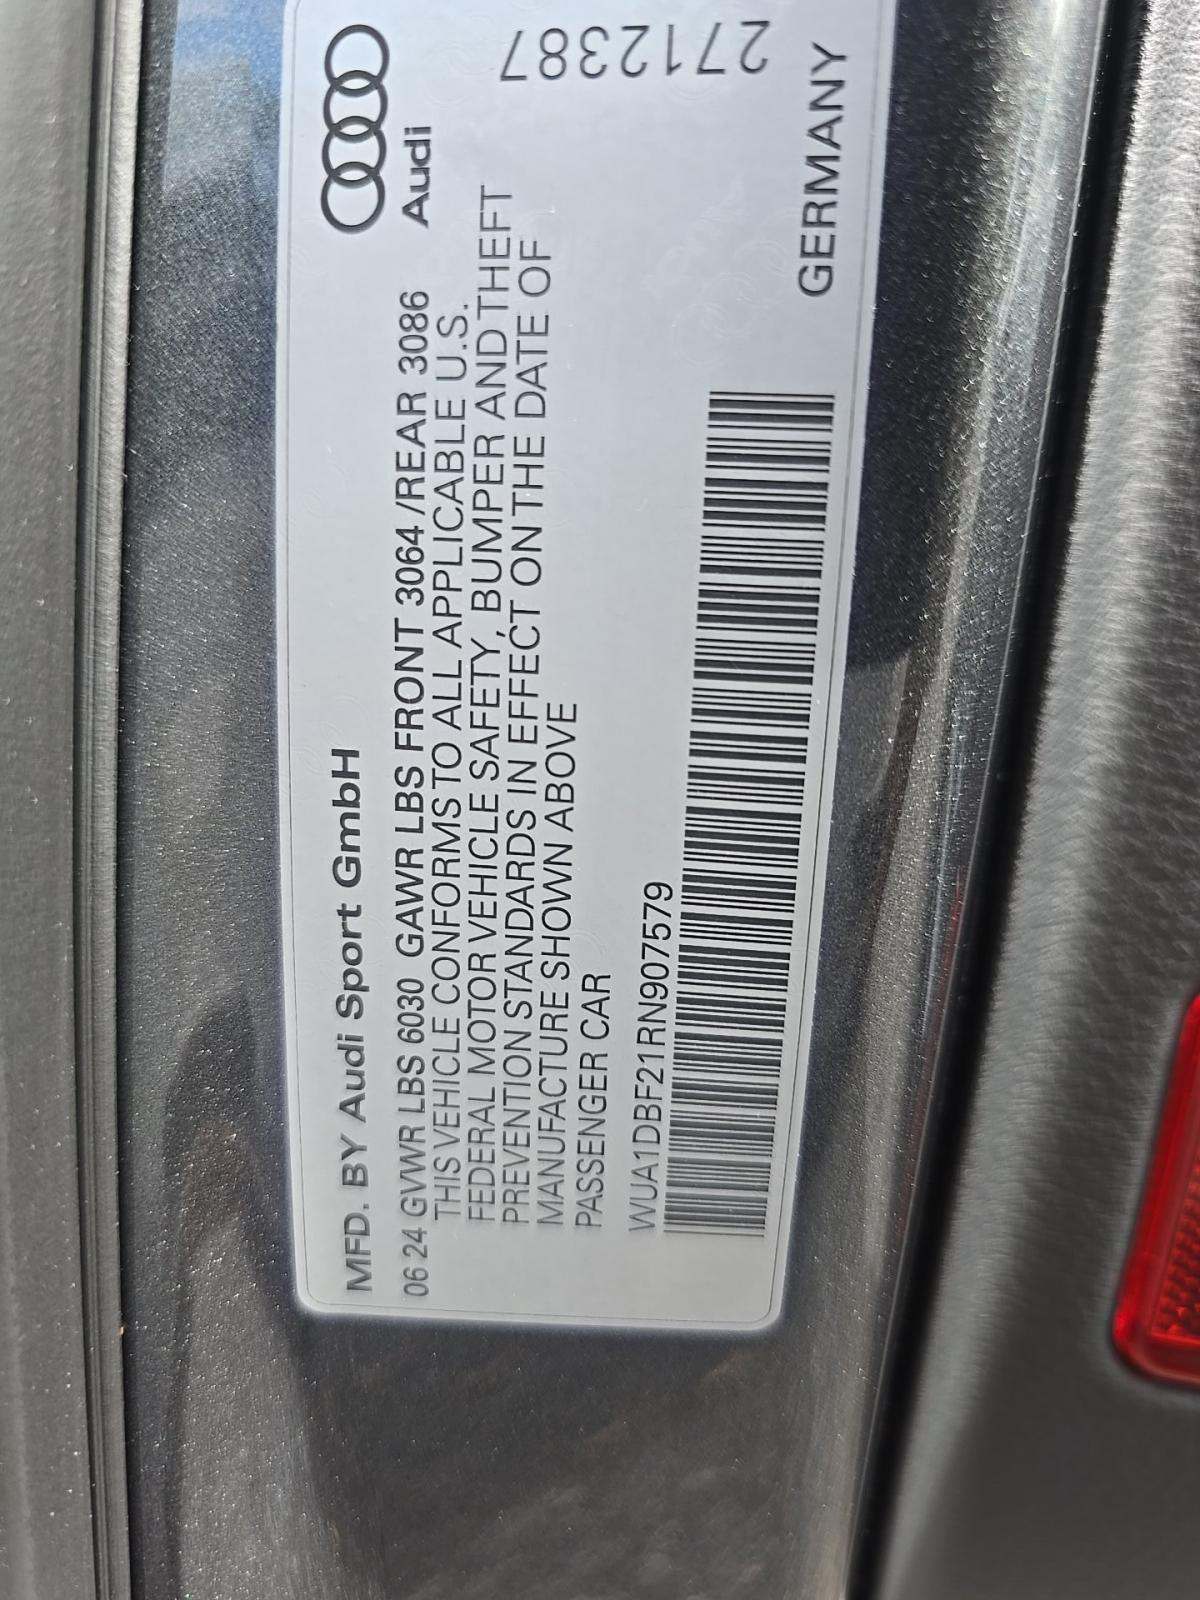 MFD. BY Audi Sport GmbH
Audi
06 24 GVWR LBS 6030 GAWR LBS FRONT 3064 /REAR 3086
THIS VEHICLE CONFORMS TO ALL APPLICABLE U.S.
FEDERAL MOTOR VEHICLE SAFETY, BUMPER AND THEFT
PREVENTION STANDARDS IN EFFECT ON THE DATE OF
MANUFACTURE SHOWN ABOVE
PASSENGER CAR
WUA1DBF21RN907579
2712387
GERMANY